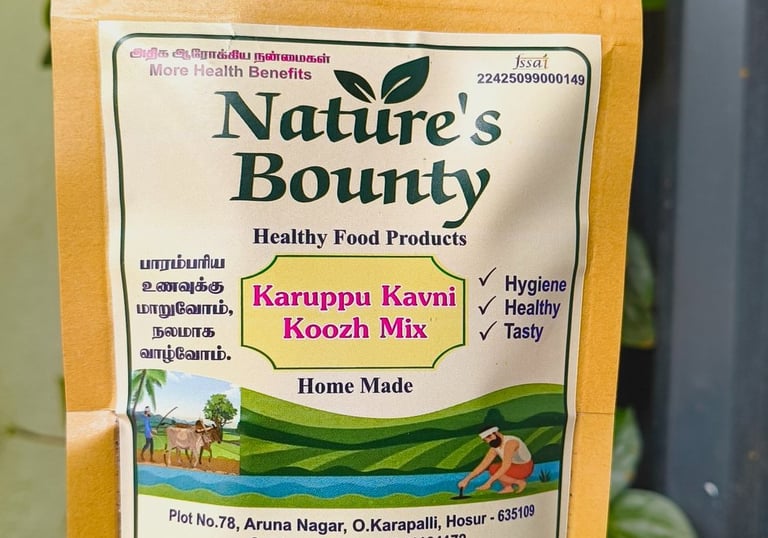 அதிக ஆரோக்கிய நன்மைகள்
More Health Benefits
fssai
22425099000149
Nature's
Bounty
Healthy Food Products
பாரம்பரிய
உணவுக்கு
மாறுவோம்,
நலமாக
வாழ்வோம்.
Karuppu Kavni
Koozh Mix
✓ Hygiene
✓ Healthy
✓ Tasty
Home Made
Plot No.78, Aruna Nagar, O.Karapalli, Hosur - 635109